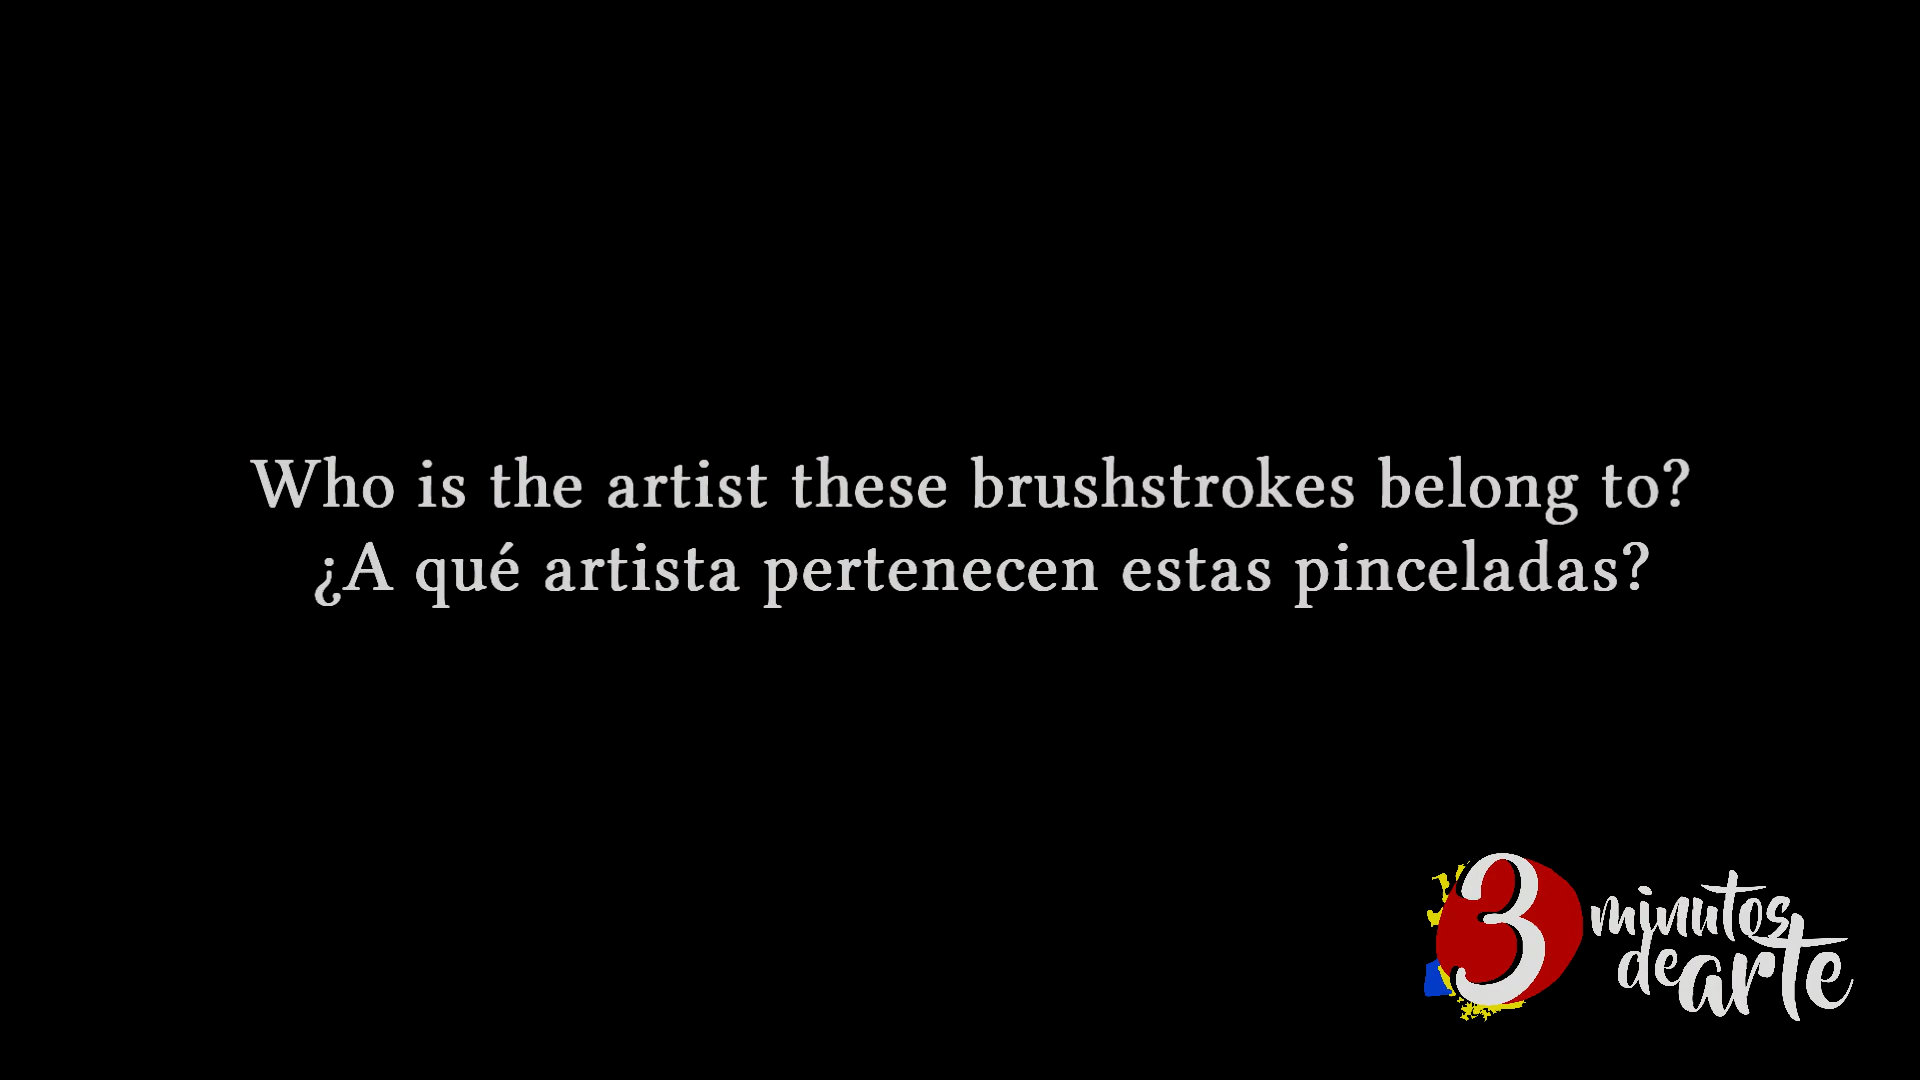 Who is the artist these brushstrokes belong to?
¿A qué artista pertenecen estas pinceladas?
3 minutos
de arte